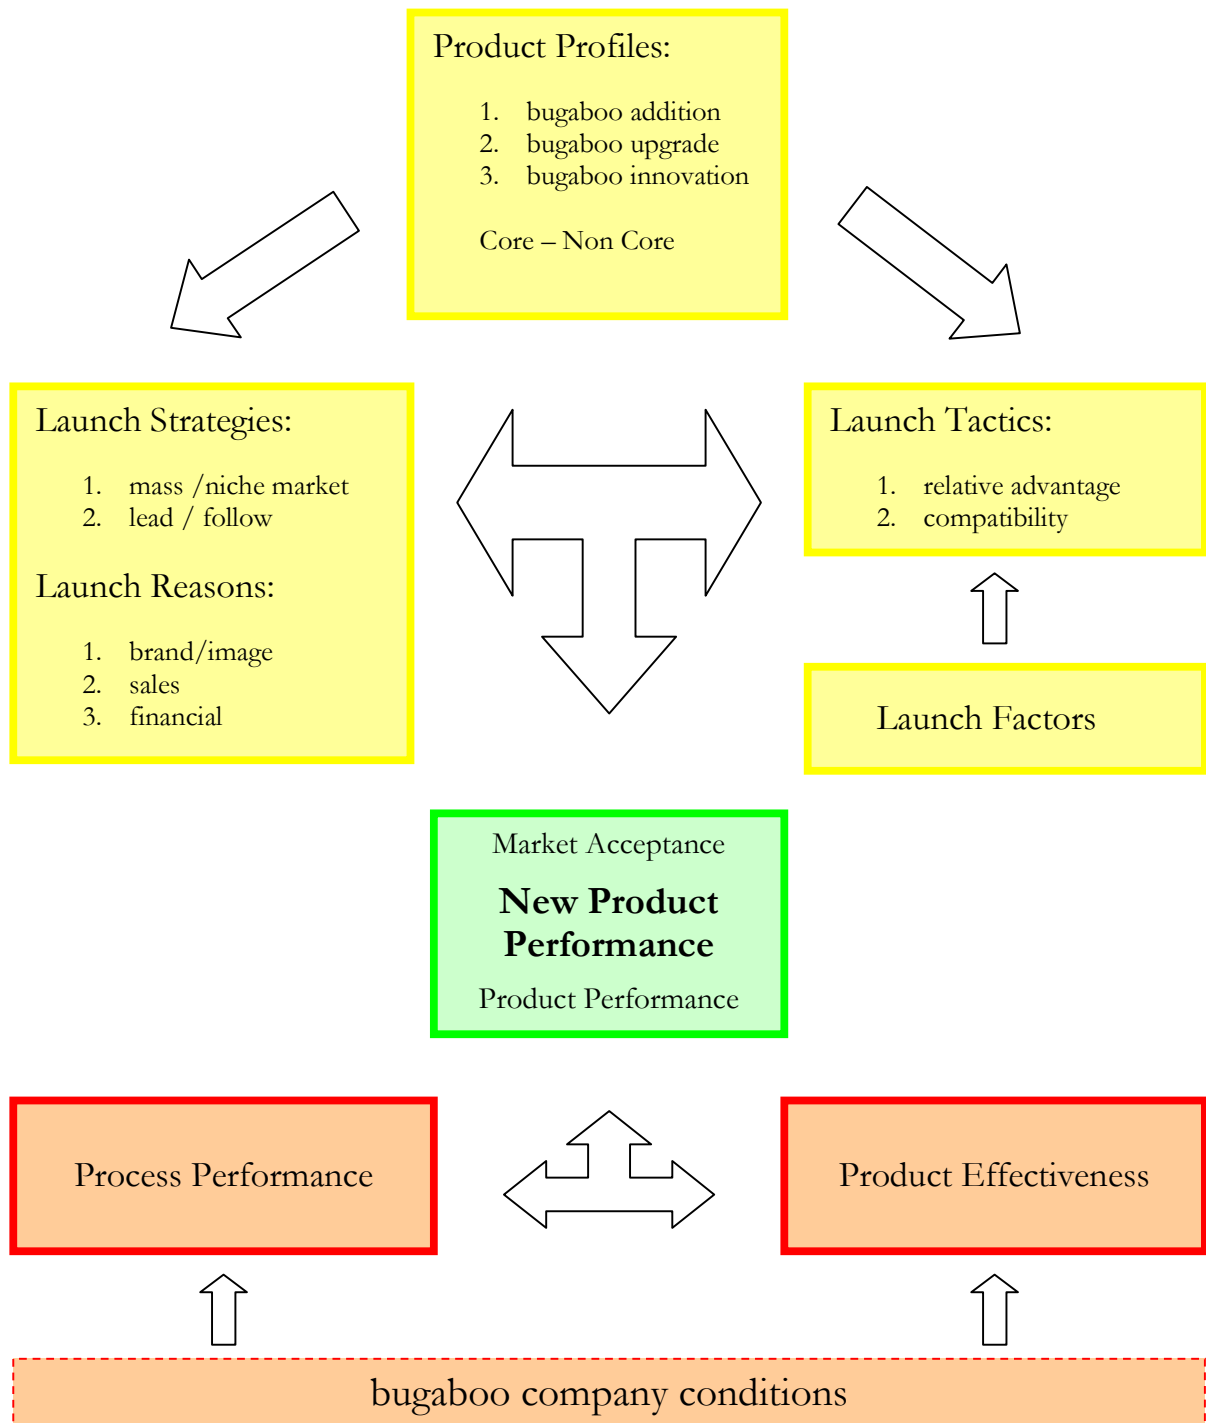 Product Profiles:
1. bugaboo addition
2. bugaboo upgrade
3. bugaboo innovation
Core – Non Core
Launch Strategies:
1. mass /niche market
2. lead / follow
Launch Reasons:
1. brand/image
2. sales
3. financial
Launch Tactics:
1. relative advantage
2. compatibility
Launch Factors
Market Acceptance
New Product
Performance
Product Performance
Process Performance
Product Effectiveness
bugaboo company conditions